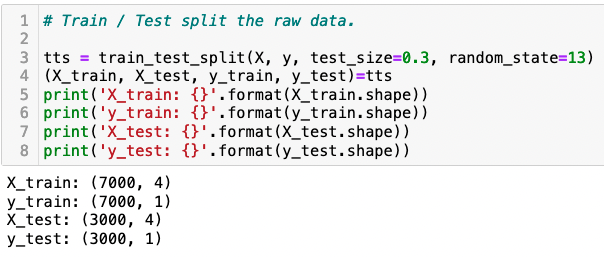 1 # Train / Test split the raw data.
2
3 tts = train_test_split(X, y, test_size=0.3, random_state=13)
4 (X_train, X_test, y_train, y_test)=tts
5 print('X_train: {}'.format(X_train.shape))
6 print('y_train: {}'.format(y_train.shape))
7 print('X_test: {}'.format(X_test.shape))
8 print('y_test: {}'.format(y_test.shape))
X_train: (7000, 4)
y_train: (7000, 1)
X_test: (3000, 4)
y_test: (3000, 1)